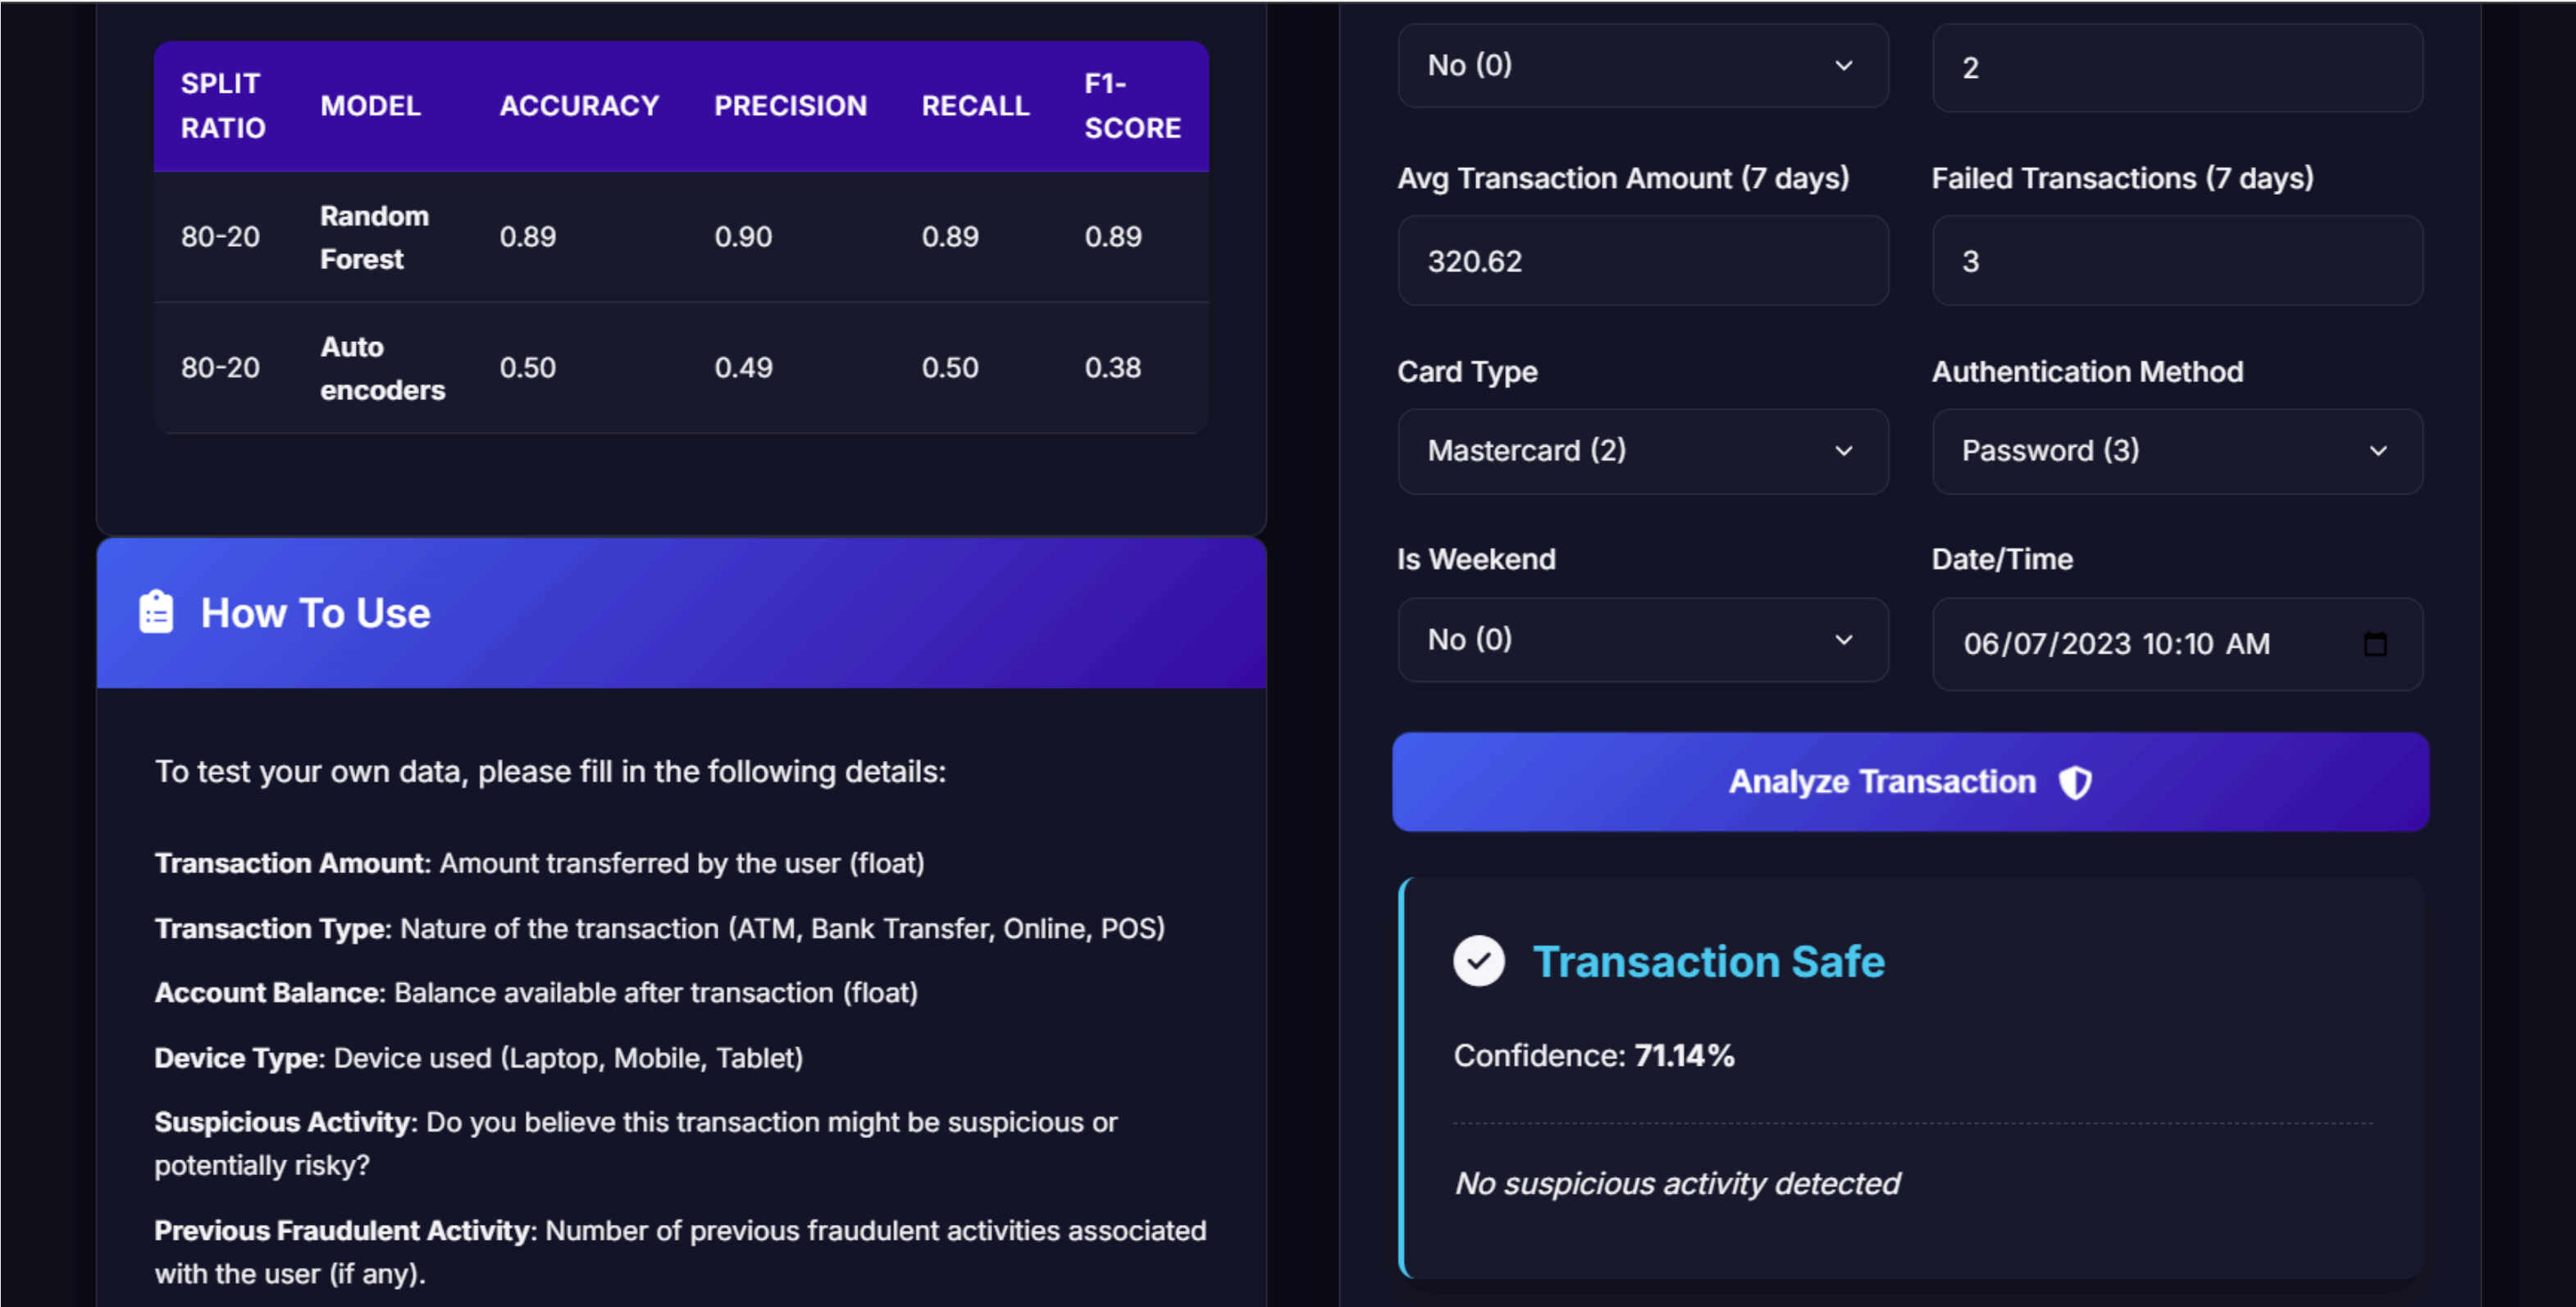 SPLIT RATIO MODEL ACCURACY PRECISION RECALL F1-SCORE
80-20 Random Forest 0.89 0.90 0.89 0.89
80-20 Auto encoders 0.50 0.49 0.50 0.38
How To Use
To test your own data, please fill in the following details:
Transaction Amount: Amount transferred by the user (float)
Transaction Type: Nature of the transaction (ATM, Bank Transfer, Online, POS)
Account Balance: Balance available after transaction (float)
Device Type: Device used (Laptop, Mobile, Tablet)
Suspicious Activity: Do you believe this transaction might be suspicious or
potentially risky?
Previous Fraudulent Activity: Number of previous fraudulent activities associated
with the user (if any).
No (0) 2
Avg Transaction Amount (7 days) Failed Transactions (7 days)
320.62 3
Card Type Authentication Method
Mastercard (2) Password (3)
Is Weekend Date/Time
No (0) 06/07/2023 10:10 AM
Analyze Transaction
Transaction Safe
Confidence: 71.14%
No suspicious activity detected